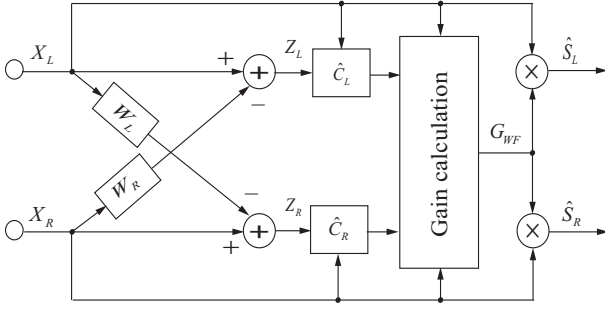 X_L
+
+
Z_L
Ĉ_L
Ŝ_L
×
−
W_L
G_WF
Gain calculation
W_R
−
X_R
+
+
Z_R
Ĉ_R
×
Ŝ_R